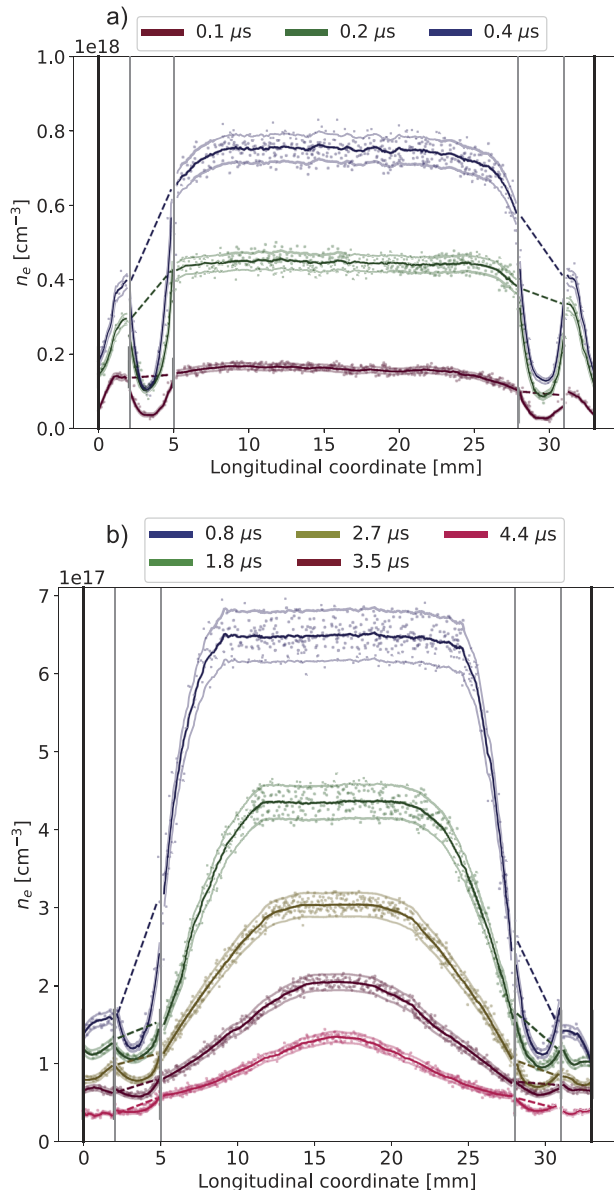 a)
0.1 μs 0.2 μs 0.4 μs
1e18
1.0
0.8
0.6
0.4
0.2
0.0
n_e [cm⁻³]
0 5 10 15 20 25 30
Longitudinal coordinate [mm]
b)
0.8 μs 2.7 μs 4.4 μs
1.8 μs 3.5 μs
1e17
7
6
5
4
3
2
1
0
n_e [cm⁻³]
0 5 10 15 20 25 30
Longitudinal coordinate [mm]